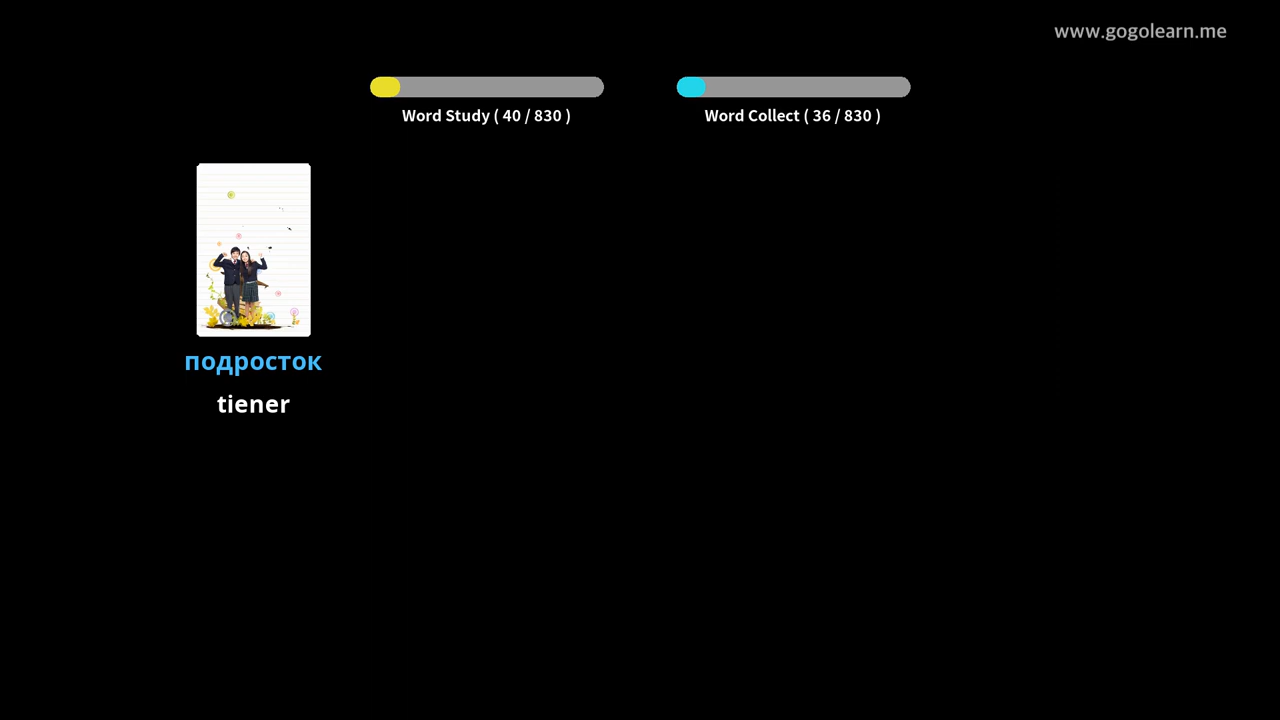 www.gogolearn.me
Word Study ( 40 / 830 )
Word Collect ( 36 / 830 )
подросток
tiener